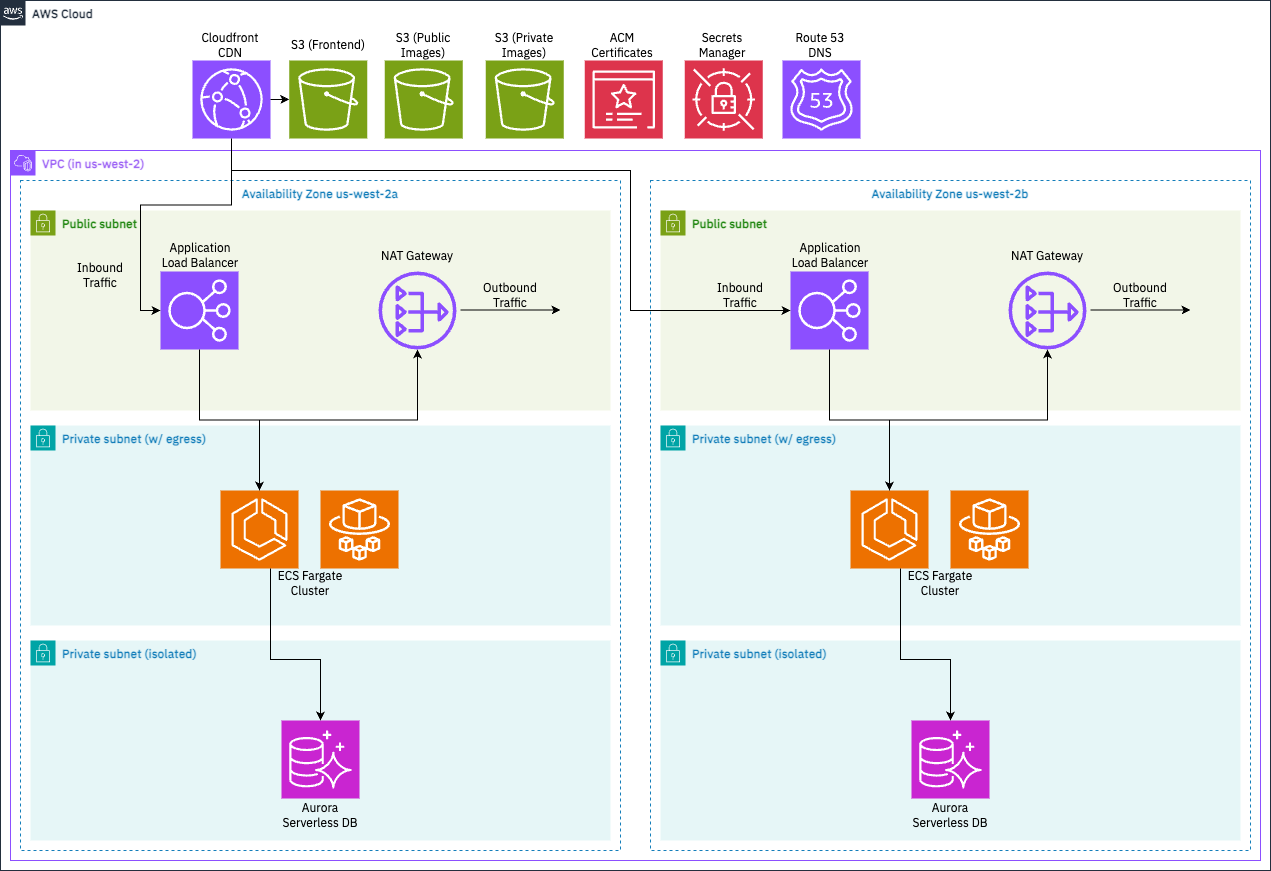 aws
AWS Cloud
Cloudfront
CDN
S3 (Frontend)
S3 (Public
Images)
S3 (Private
Images)
ACM
Certificates
Secrets
Manager
Route 53
DNS
53
VPC (in us-west-2)
Availability Zone us-west-2a
Public subnet
Application
Load Balancer
Inbound
Traffic
NAT Gateway
Outbound
Traffic
Private subnet (w/ egress)
ECS Fargate
Cluster
Private subnet (isolated)
Aurora
Serverless DB
Availability Zone us-west-2b
Public subnet
Application
Load Balancer
Inbound
Traffic
NAT Gateway
Outbound
Traffic
Private subnet (w/ egress)
ECS Fargate
Cluster
Private subnet (isolated)
Aurora
Serverless DB